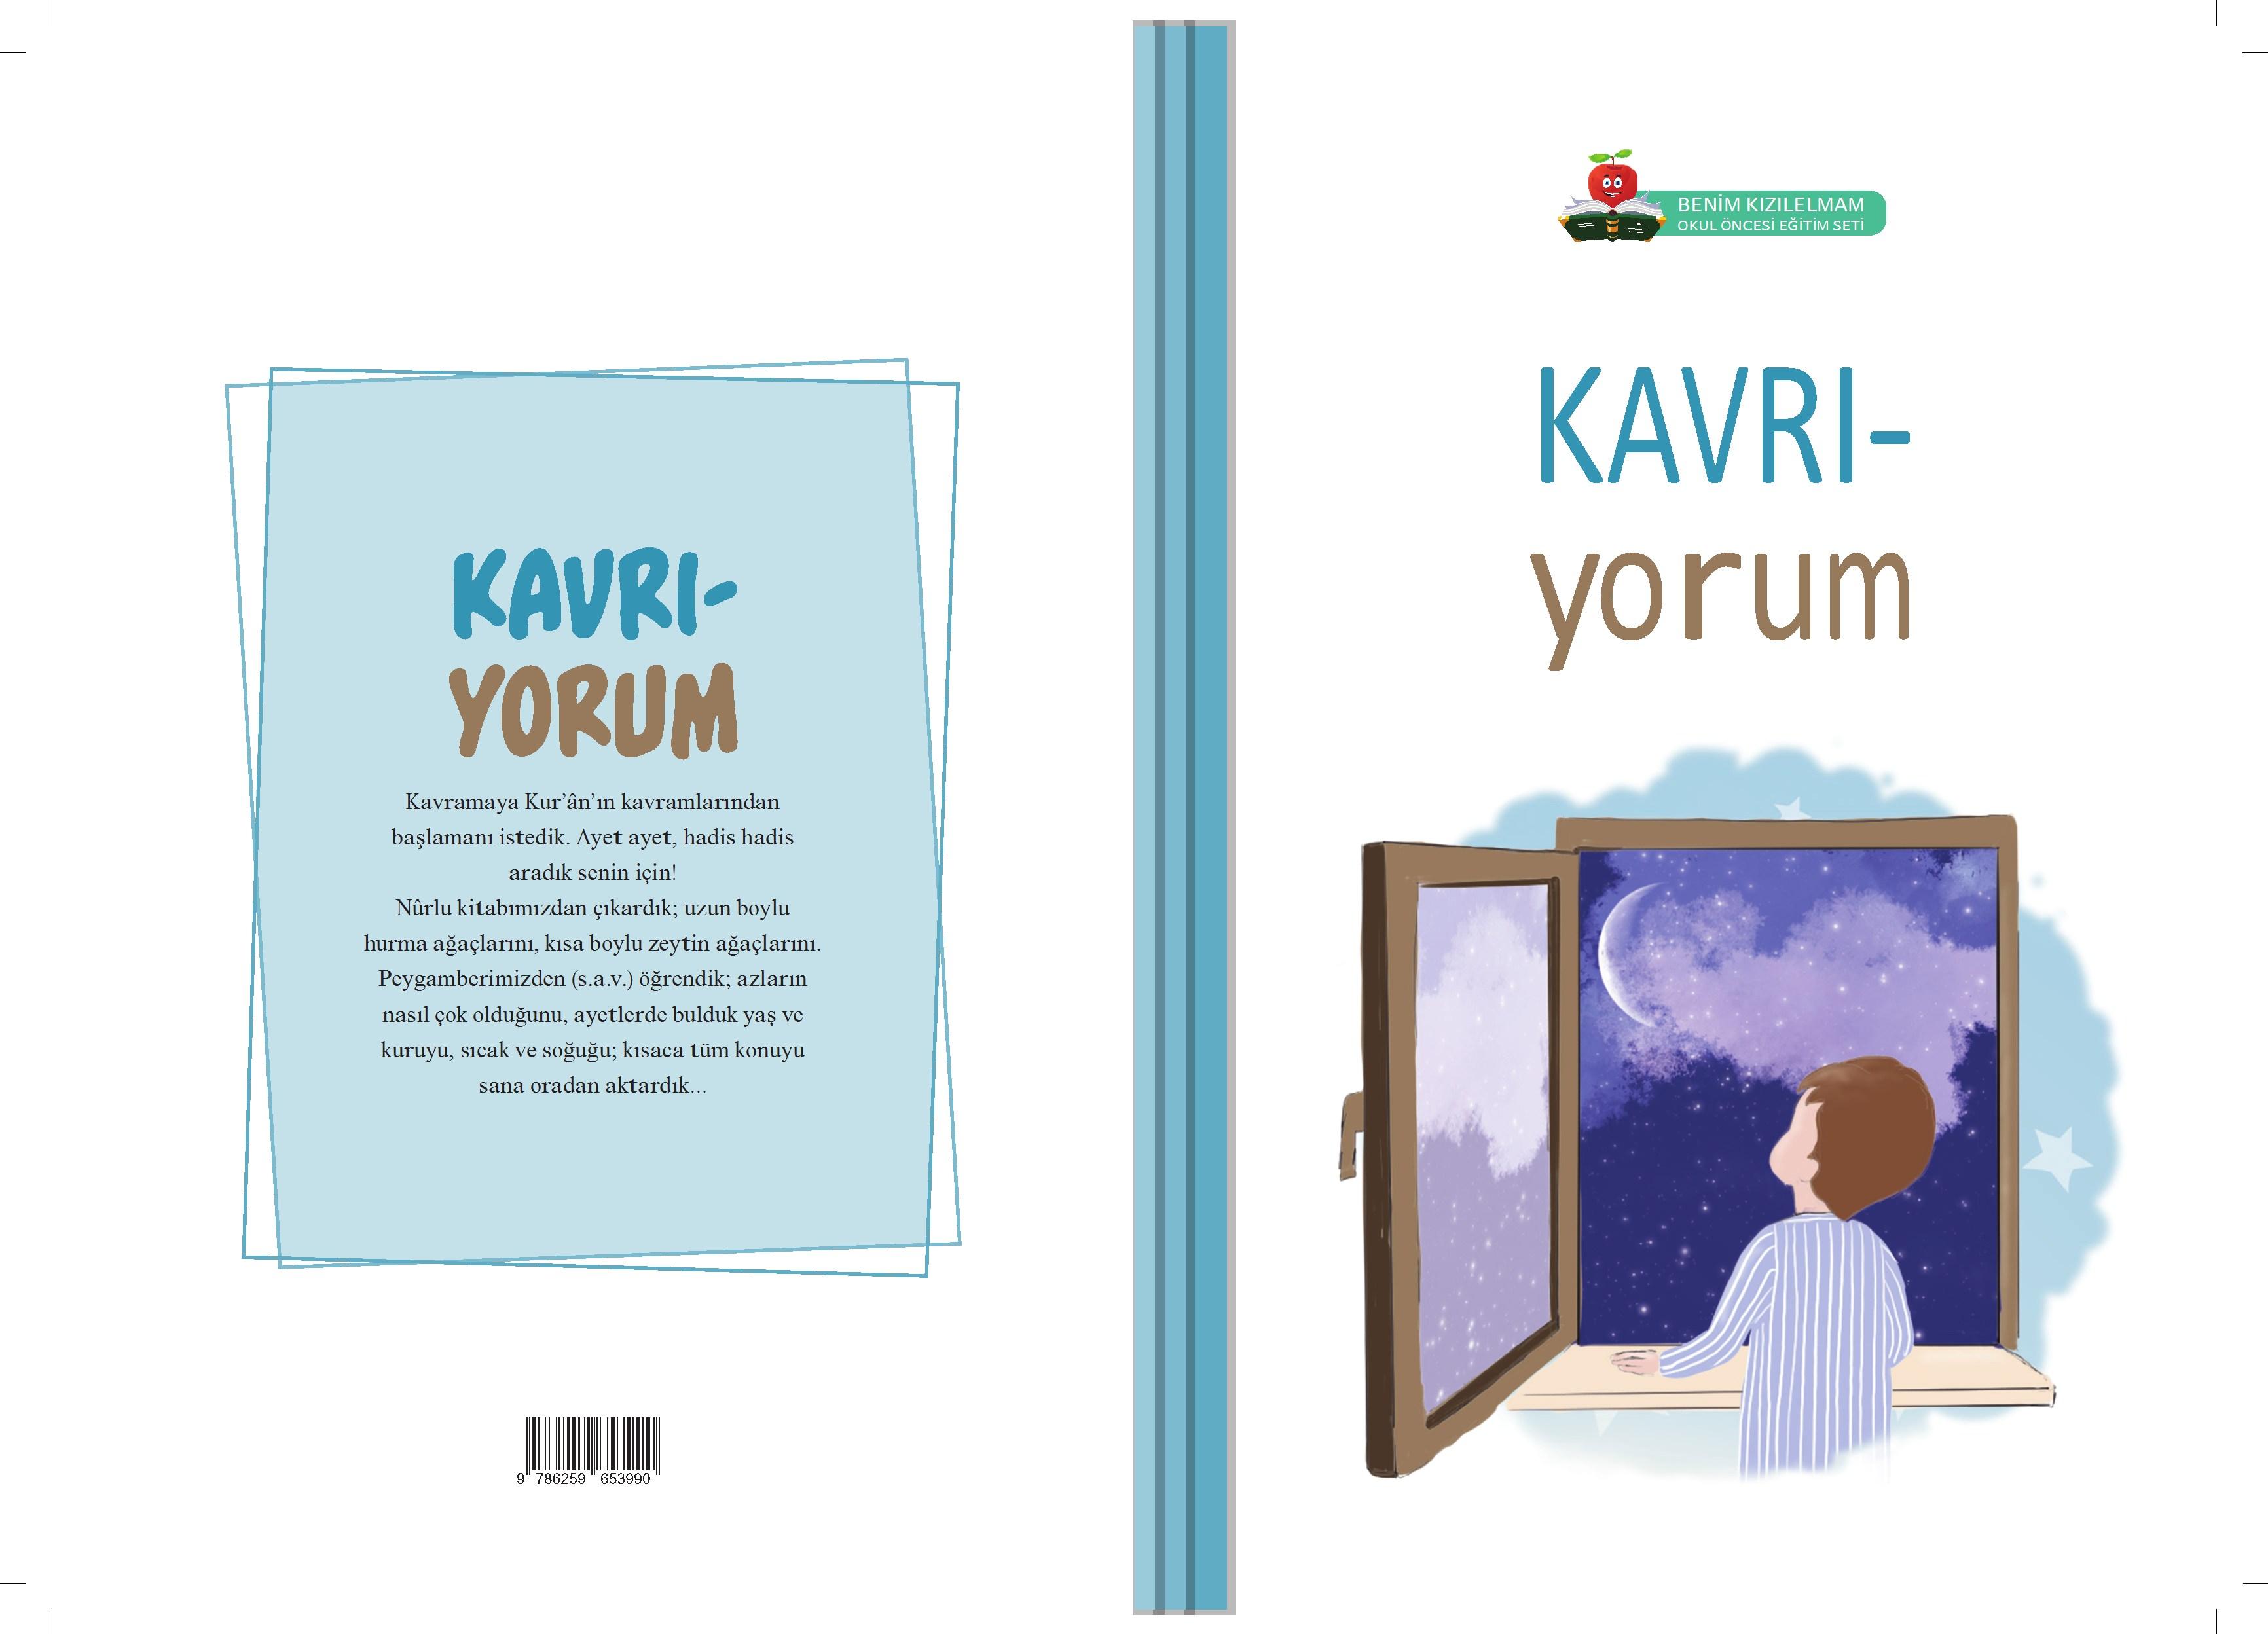 KAVRI-
YORUM
Kavramaya Kur’ân’ın kavramlarından
başlamanı istedik. Ayet ayet, hadis hadis
aradık senin için!
Nûrlu kitabımızdan çıkardık; uzun boylu
hurma ağaçlarını, kısa boylu zeytin ağaçlarını.
Peygamberimizden (s.a.v.) öğrendik; azların
nasıl çok olduğunu, ayetlerde bulduk yaş ve
kuruyu, sıcak ve soğuğu; kısaca tüm konuyu
sana oradan aktardık...
9 786259 653990
BENİM KIZILELMAM
OKUL ÖNCESİ EĞİTİM SETİ
KAVRI-
yorum